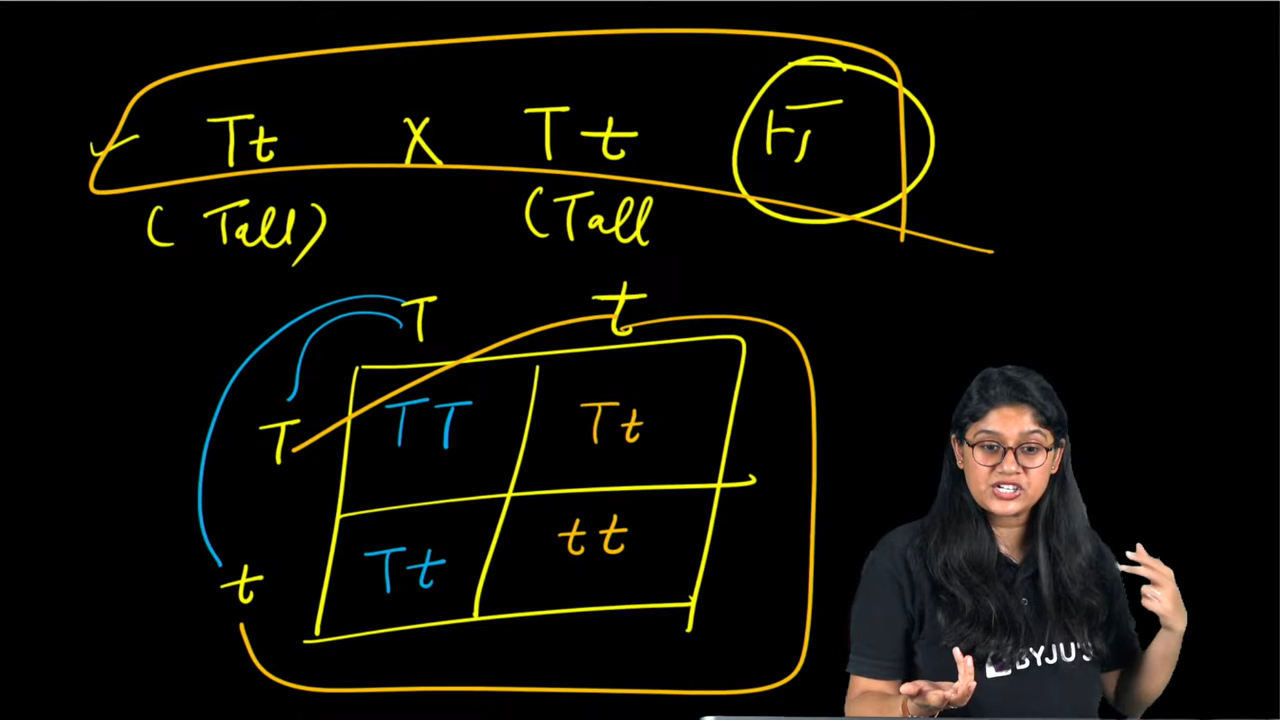 Tt X Tt F1
(Tall) (Tall
T t
T TT Tt
t Tt tt
BYJU'S